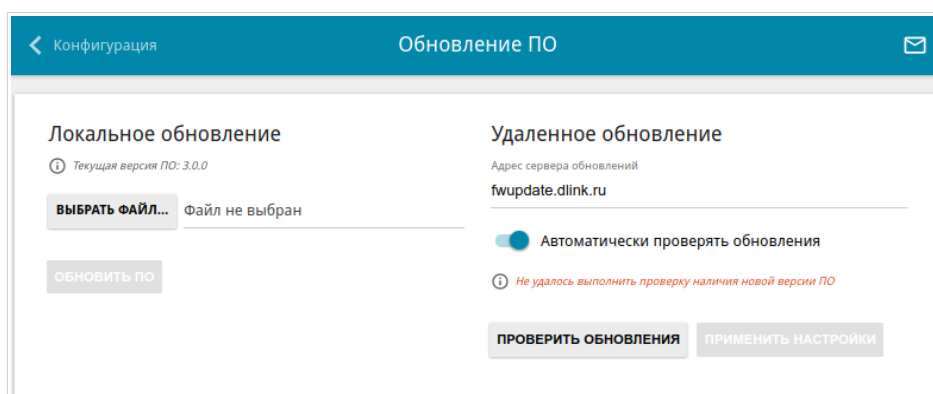 Конфигурация
Обновление ПО
Локальное обновление
Текущая версия ПО: 3.0.0
ВЫБРАТЬ ФАЙЛ... Файл не выбран
ОБНОВИТЬ ПО
Удаленное обновление
Адрес сервера обновлений
fwupdate.dlink.ru
Автоматически проверять обновления
Не удалось выполнить проверку наличия новой версии ПО
ПРОВЕРИТЬ ОБНОВЛЕНИЯ ПРИМЕНИТЬ НАСТРОЙКИ